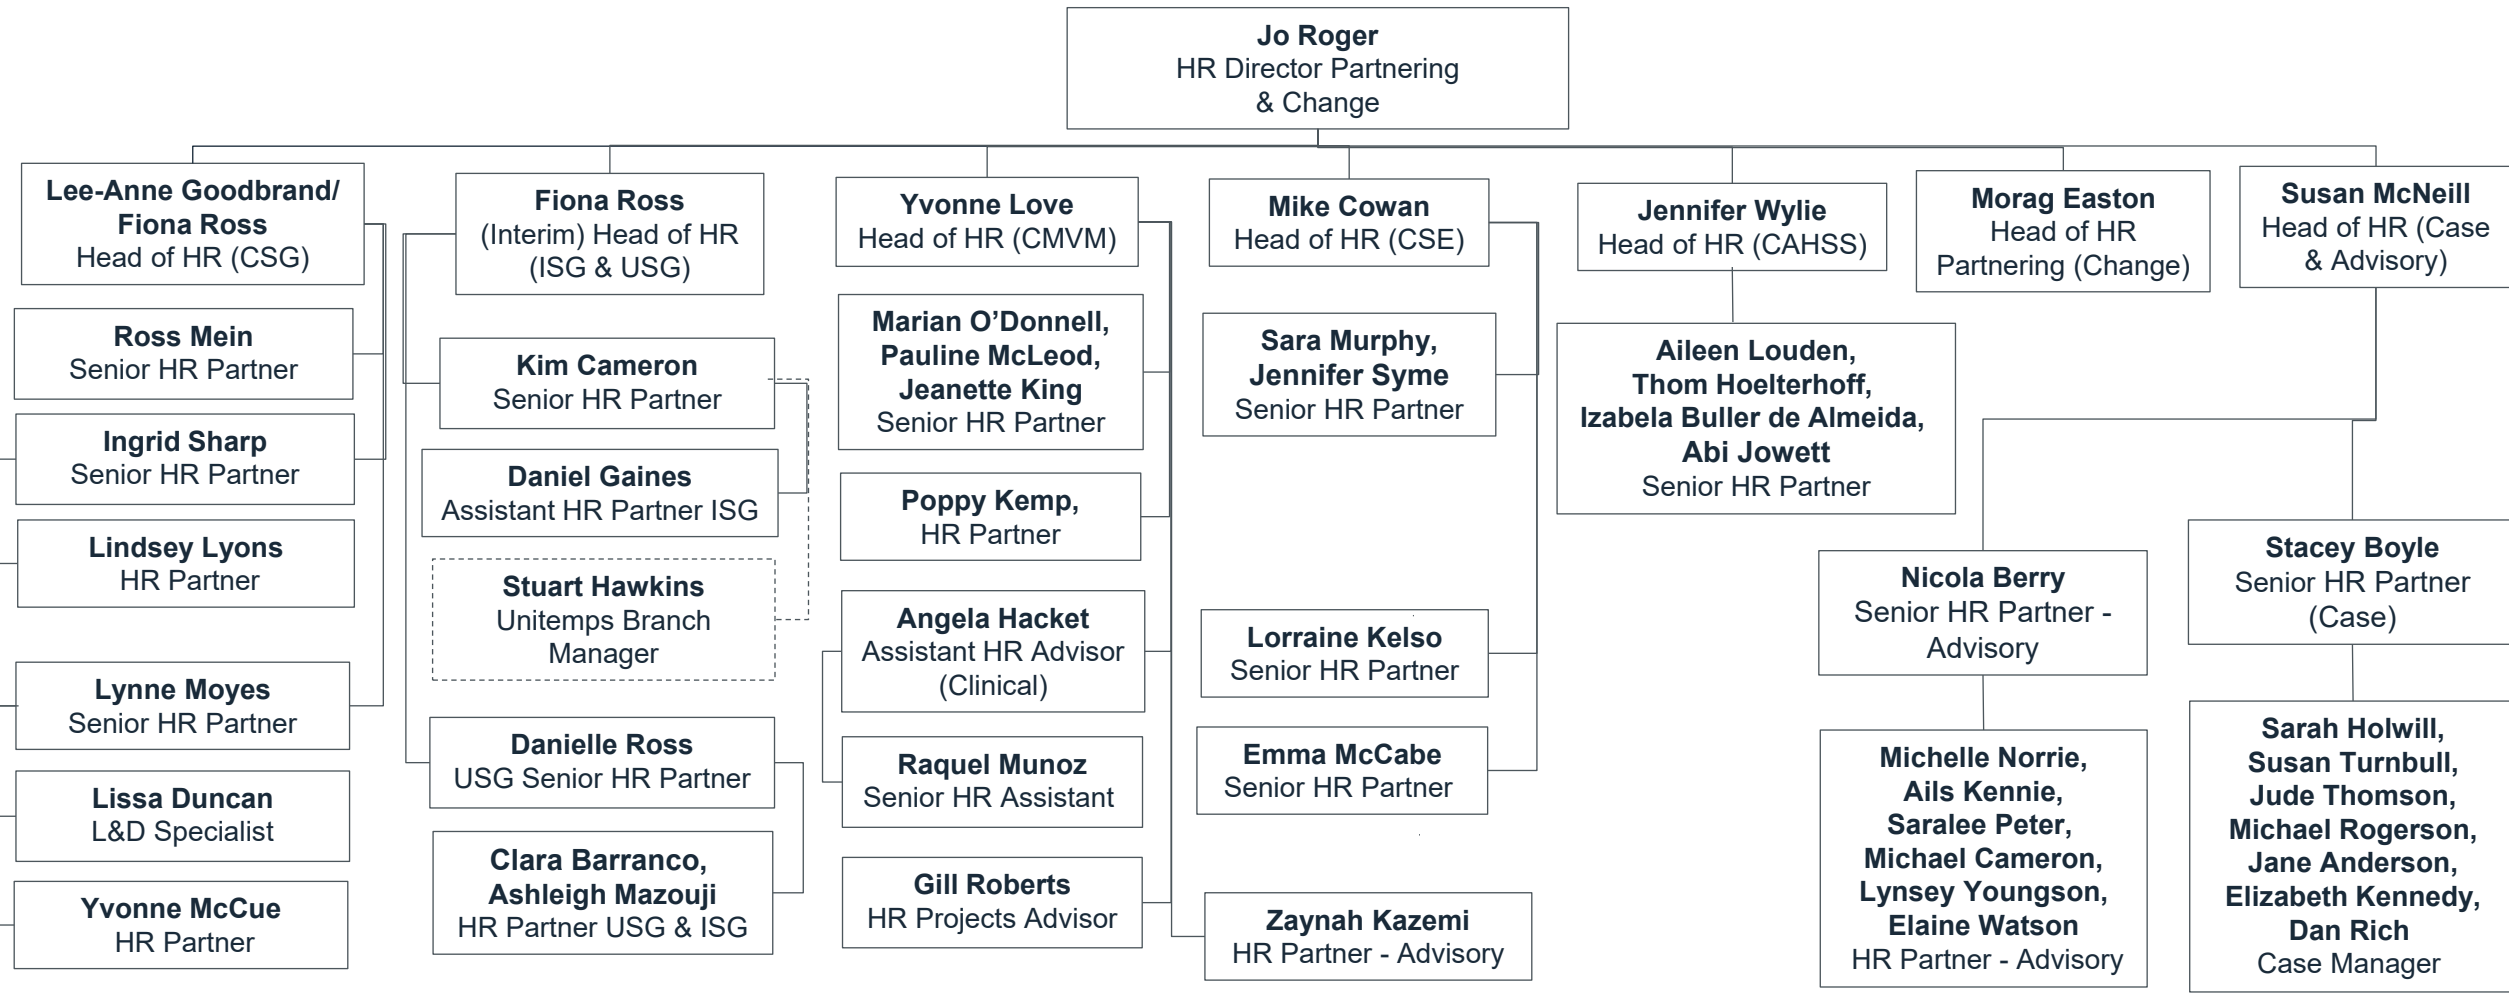 Jo Roger
HR Director Partnering
& Change
Lee-Anne Goodbrand/
Fiona Ross
Head of HR (CSG)
Ross Mein
Senior HR Partner
Ingrid Sharp
Senior HR Partner
Lindsey Lyons
HR Partner
Lynne Moyes
Senior HR Partner
Lissa Duncan
L&D Specialist
Yvonne McCue
HR Partner
Fiona Ross
(Interim) Head of HR
(ISG & USG)
Kim Cameron
Senior HR Partner
Daniel Gaines
Assistant HR Partner ISG
Stuart Hawkins
Unitemps Branch
Manager
Danielle Ross
USG Senior HR Partner
Clara Barranco,
Ashleigh Mazouji
HR Partner USG & ISG
Yvonne Love
Head of HR (CMVM)
Marian O’Donnell,
Pauline McLeod,
Jeanette King
Senior HR Partner
Poppy Kemp,
HR Partner
Angela Hacket
Assistant HR Advisor
(Clinical)
Raquel Munoz
Senior HR Assistant
Gill Roberts
HR Projects Advisor
Mike Cowan
Head of HR (CSE)
Sara Murphy,
Jennifer Syme
Senior HR Partner
Lorraine Kelso
Senior HR Partner
Emma McCabe
Senior HR Partner
Zaynah Kazemi
HR Partner - Advisory
Jennifer Wylie
Head of HR (CAHSS)
Aileen Louden,
Thom Hoelterhoff,
Izabela Buller de Almeida,
Abi Jowett
Senior HR Partner
Morag Easton
Head of HR
Partnering (Change)
Susan McNeill
Head of HR (Case
& Advisory)
Nicola Berry
Senior HR Partner -
Advisory
Michelle Norrie,
Ails Kennie,
Saralee Peter,
Michael Cameron,
Lynsey Youngson,
Elaine Watson
HR Partner - Advisory
Stacey Boyle
Senior HR Partner
(Case)
Sarah Holwill,
Susan Turnbull,
Jude Thomson,
Michael Rogerson,
Jane Anderson,
Elizabeth Kennedy,
Dan Rich
Case Manager